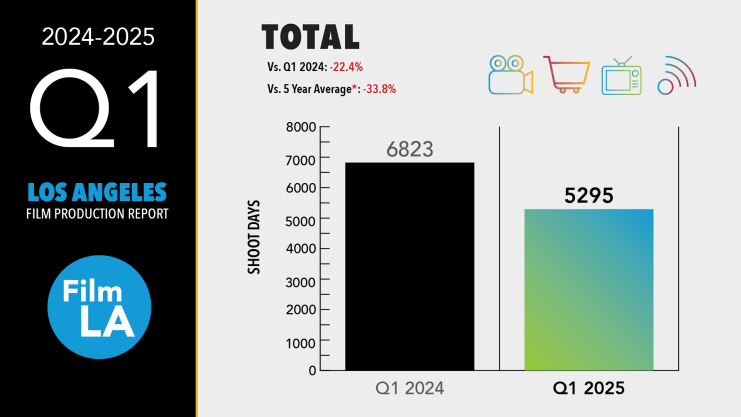 2024-2025
Q1
LOS ANGELES
FILM PRODUCTION REPORT
Film
LA
TOTAL
Vs. Q1 2024: -22.4%
Vs. 5 Year Average*: -33.8%
SHOOT DAYS
8000
7000
6000
5000
4000
3000
2000
1000
0
6823
5295
Q1 2024
Q1 2025